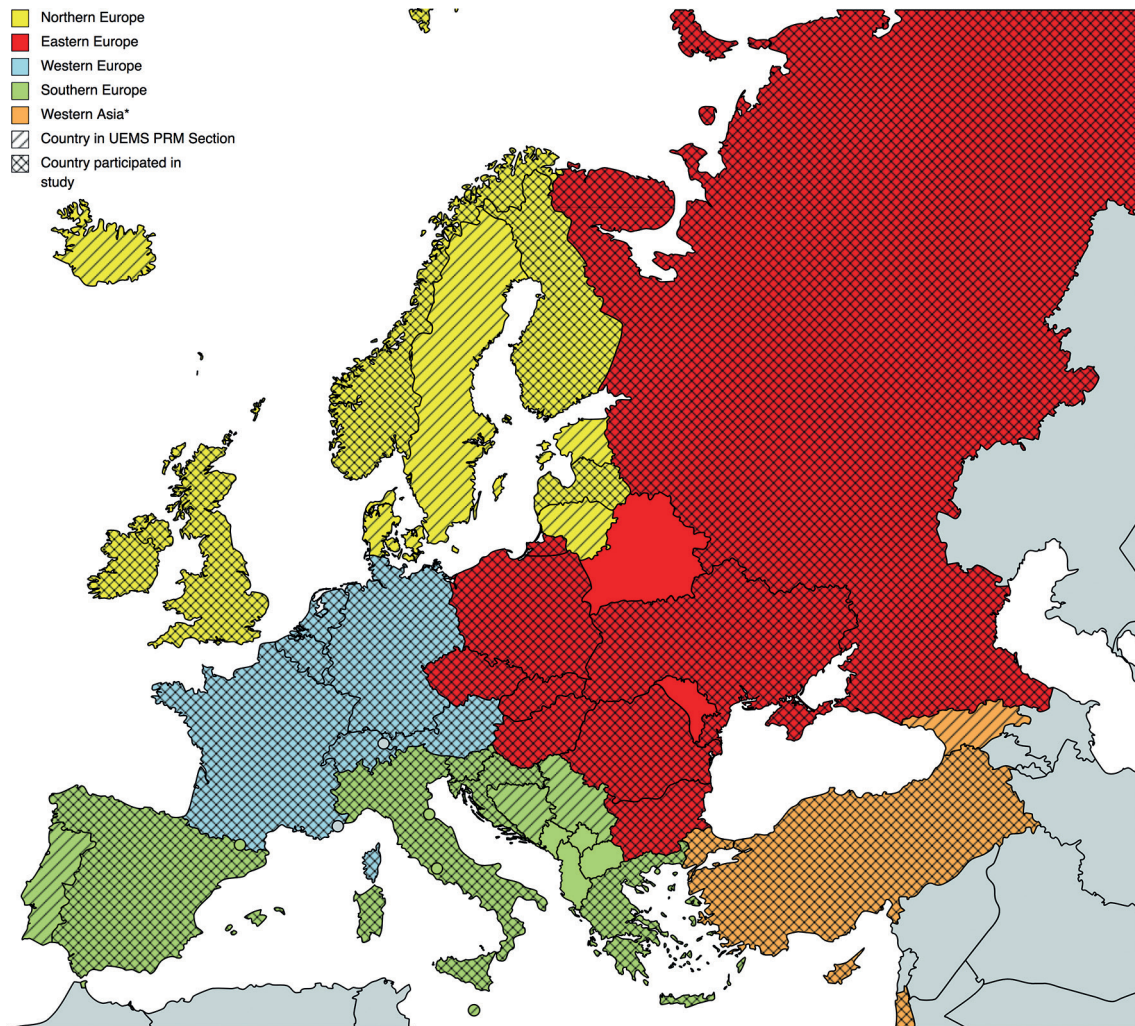 Northern Europe
Eastern Europe
Western Europe
Southern Europe
Western Asia*
Country in UEMS PRM Section
Country participated in
study